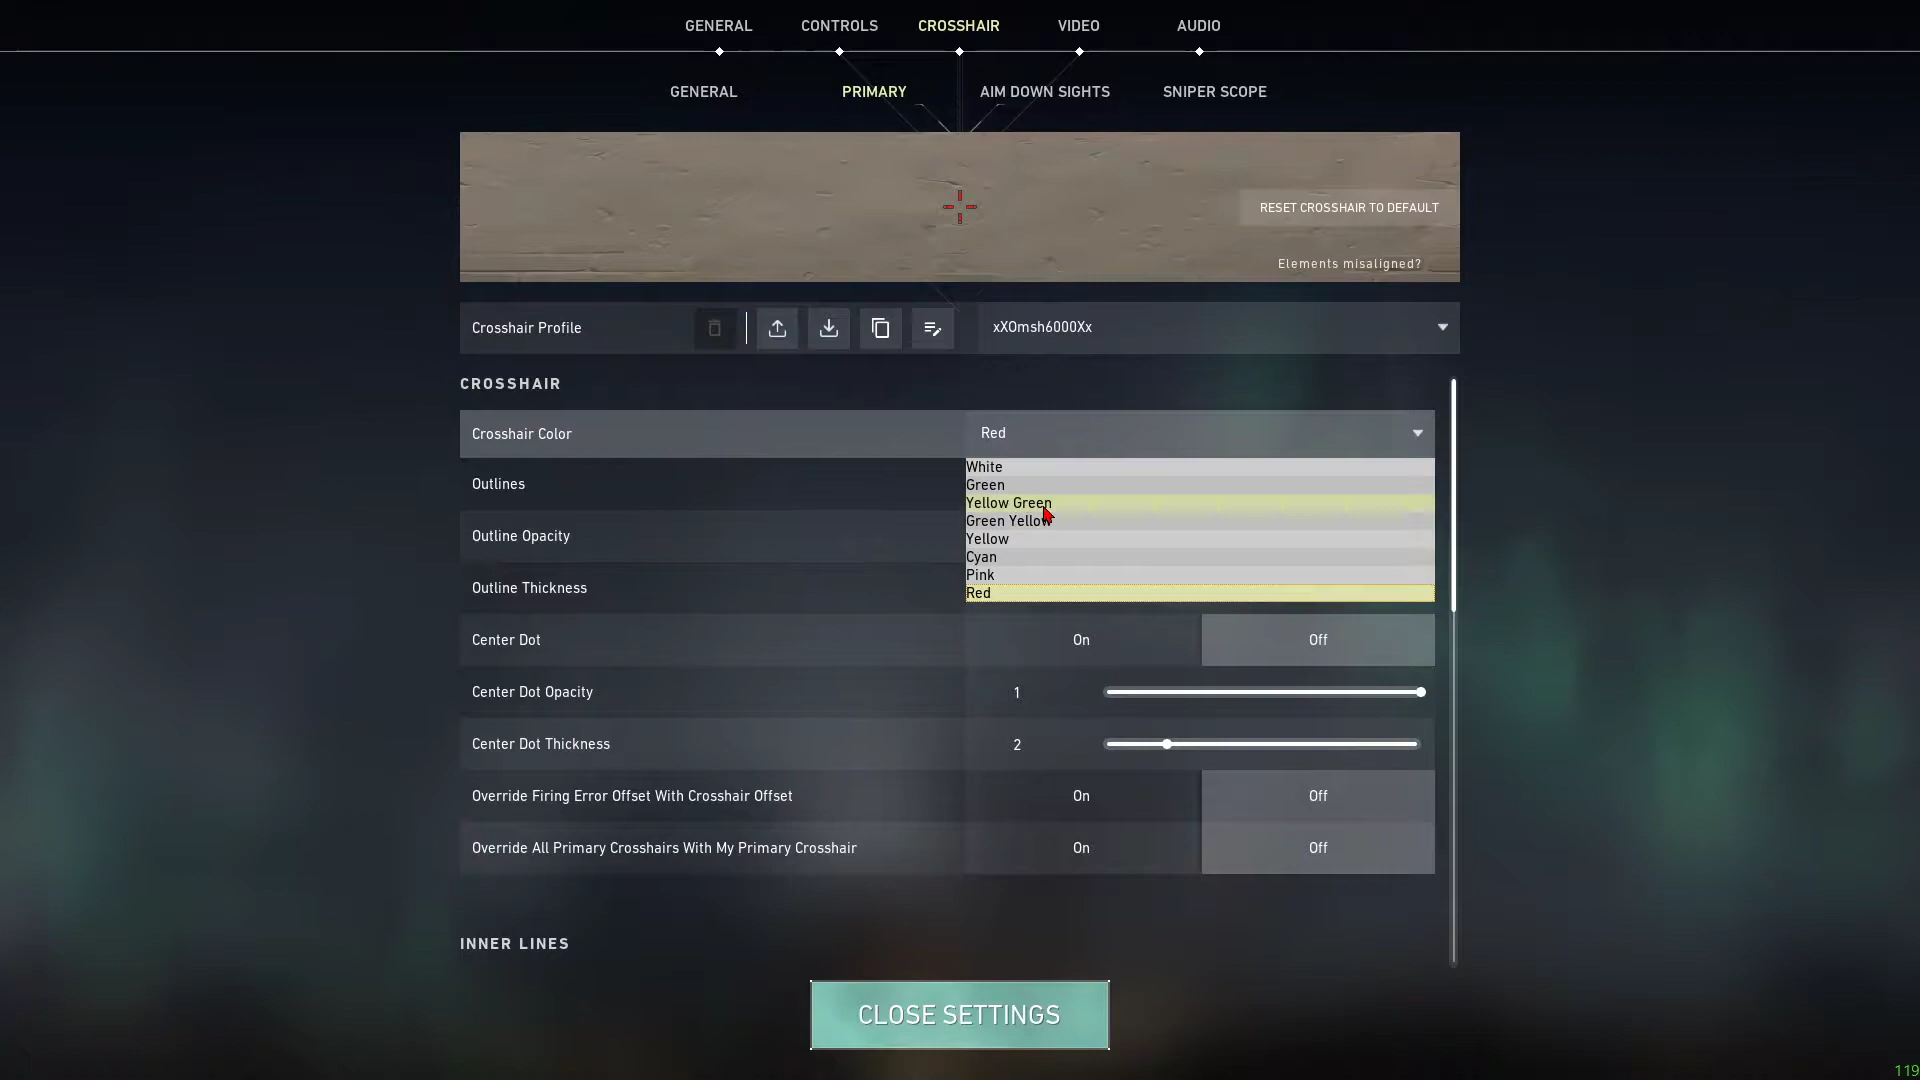 GENERAL CONTROLS CROSSHAIR VIDEO AUDIO
GENERAL PRIMARY AIM DOWN SIGHTS SNIPER SCOPE
RESET CROSSHAIR TO DEFAULT
Elements misaligned?
Crosshair Profile xXOmsh6000Xx
CROSSHAIR
Crosshair Color Red
White
Outlines Green
Yellow Green
Green Yellow
Outline Opacity Yellow
Cyan
Pink
Outline Thickness Red
Center Dot On Off
Center Dot Opacity 1
Center Dot Thickness 2
Override Firing Error Offset With Crosshair Offset On Off
Override All Primary Crosshairs With My Primary Crosshair On Off
INNER LINES
CLOSE SETTINGS
119